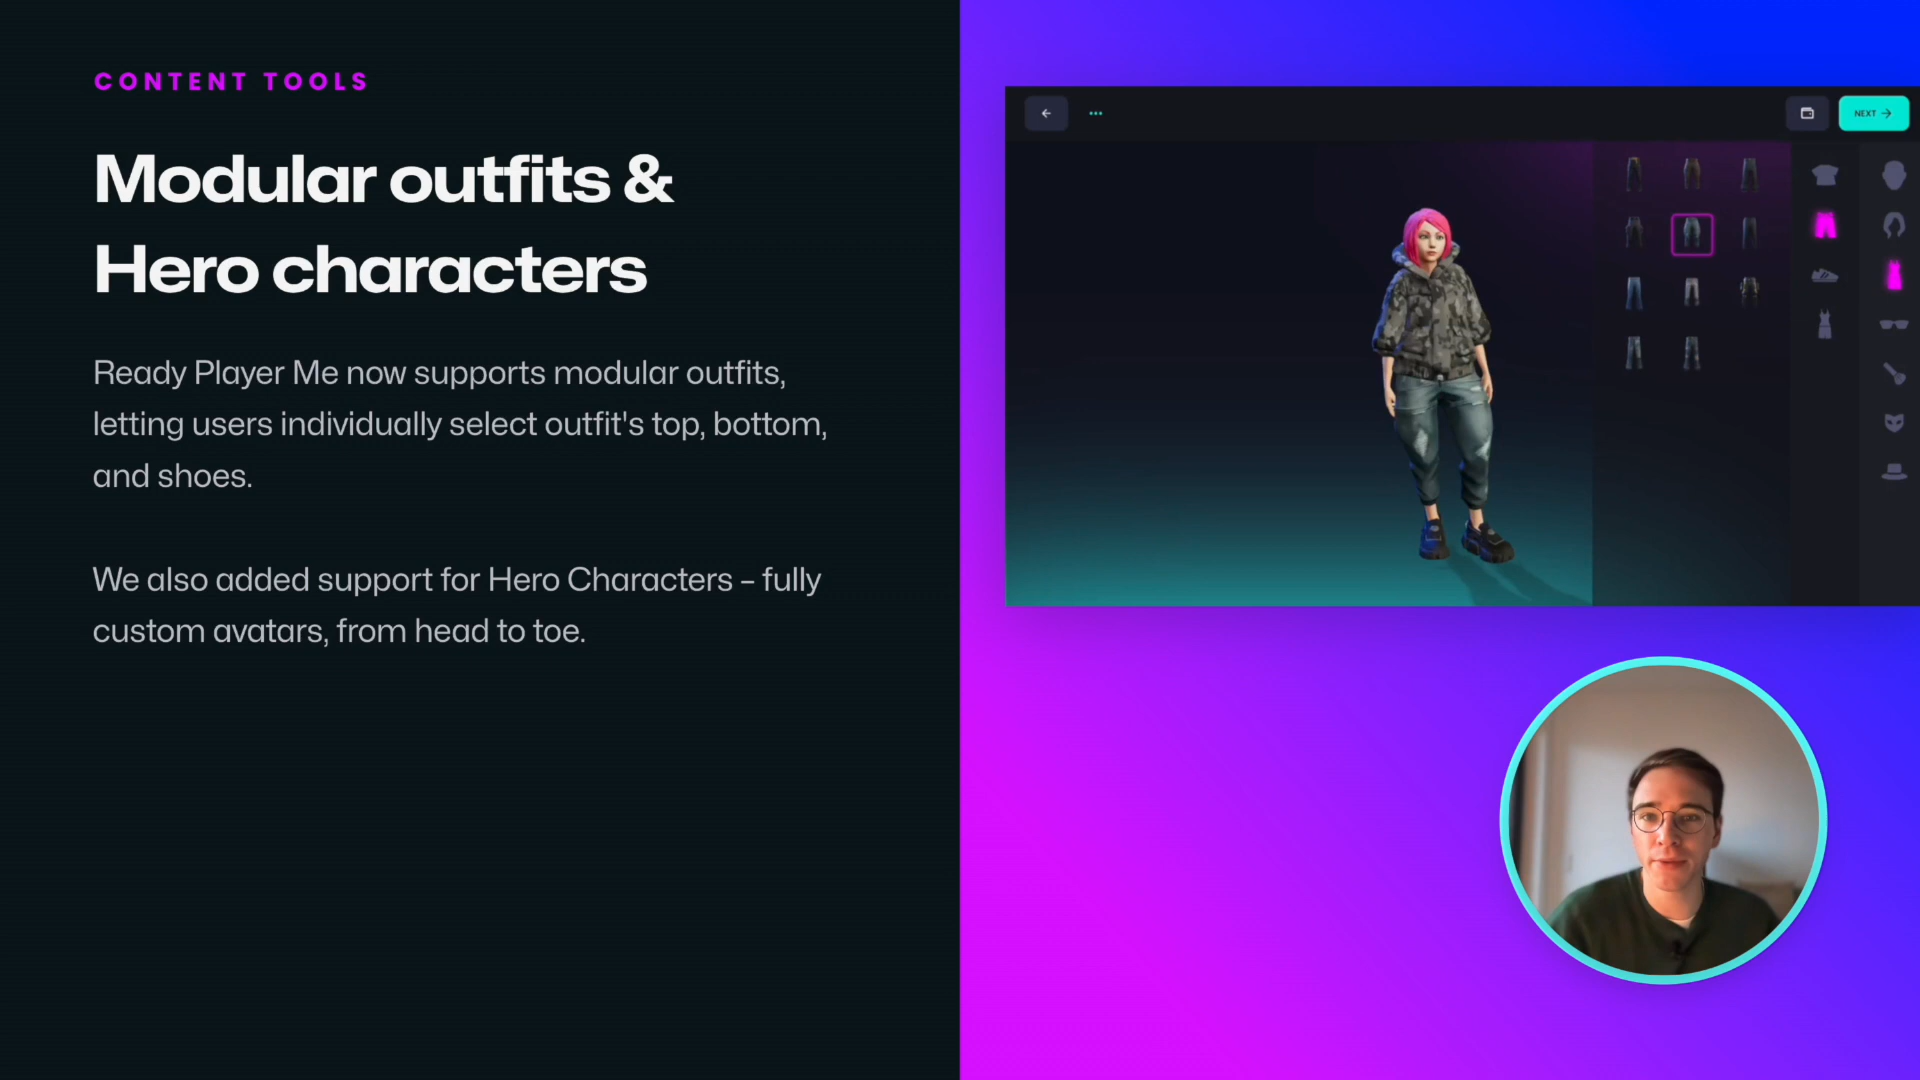 CONTENT TOOLS
Modular outfits &
Hero characters
Ready Player Me now supports modular outfits,
letting users individually select outfit's top, bottom,
and shoes.
We also added support for Hero Characters – fully
custom avatars, from head to toe.
NEXT